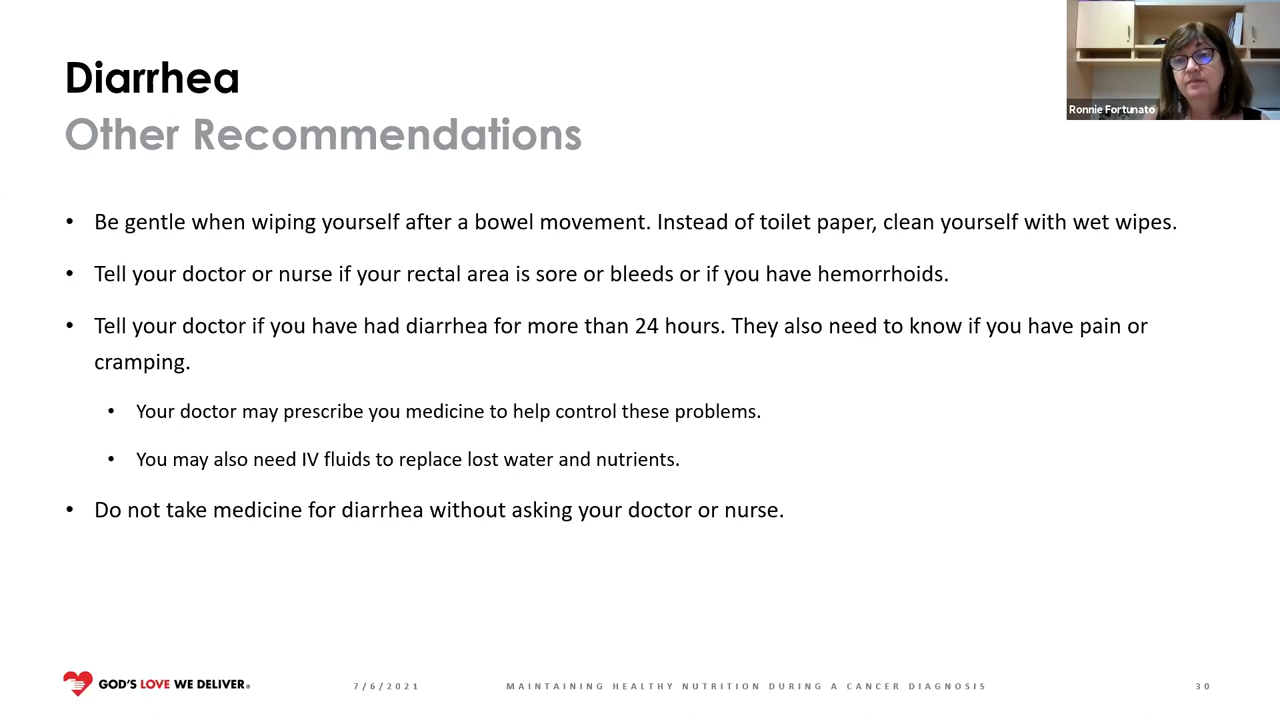 Diarrhea
Other Recommendations
Ronnie Fortunato
• Be gentle when wiping yourself after a bowel movement. Instead of toilet paper, clean yourself with wet wipes.
• Tell your doctor or nurse if your rectal area is sore or bleeds or if you have hemorrhoids.
• Tell your doctor if you have had diarrhea for more than 24 hours. They also need to know if you have pain or
cramping.
• Your doctor may prescribe you medicine to help control these problems.
• You may also need IV fluids to replace lost water and nutrients.
• Do not take medicine for diarrhea without asking your doctor or nurse.
GOD'S LOVE WE DELIVER®
7/6/2021
MAINTAINING HEALTHY NUTRITION DURING A CANCER DIAGNOSIS
30